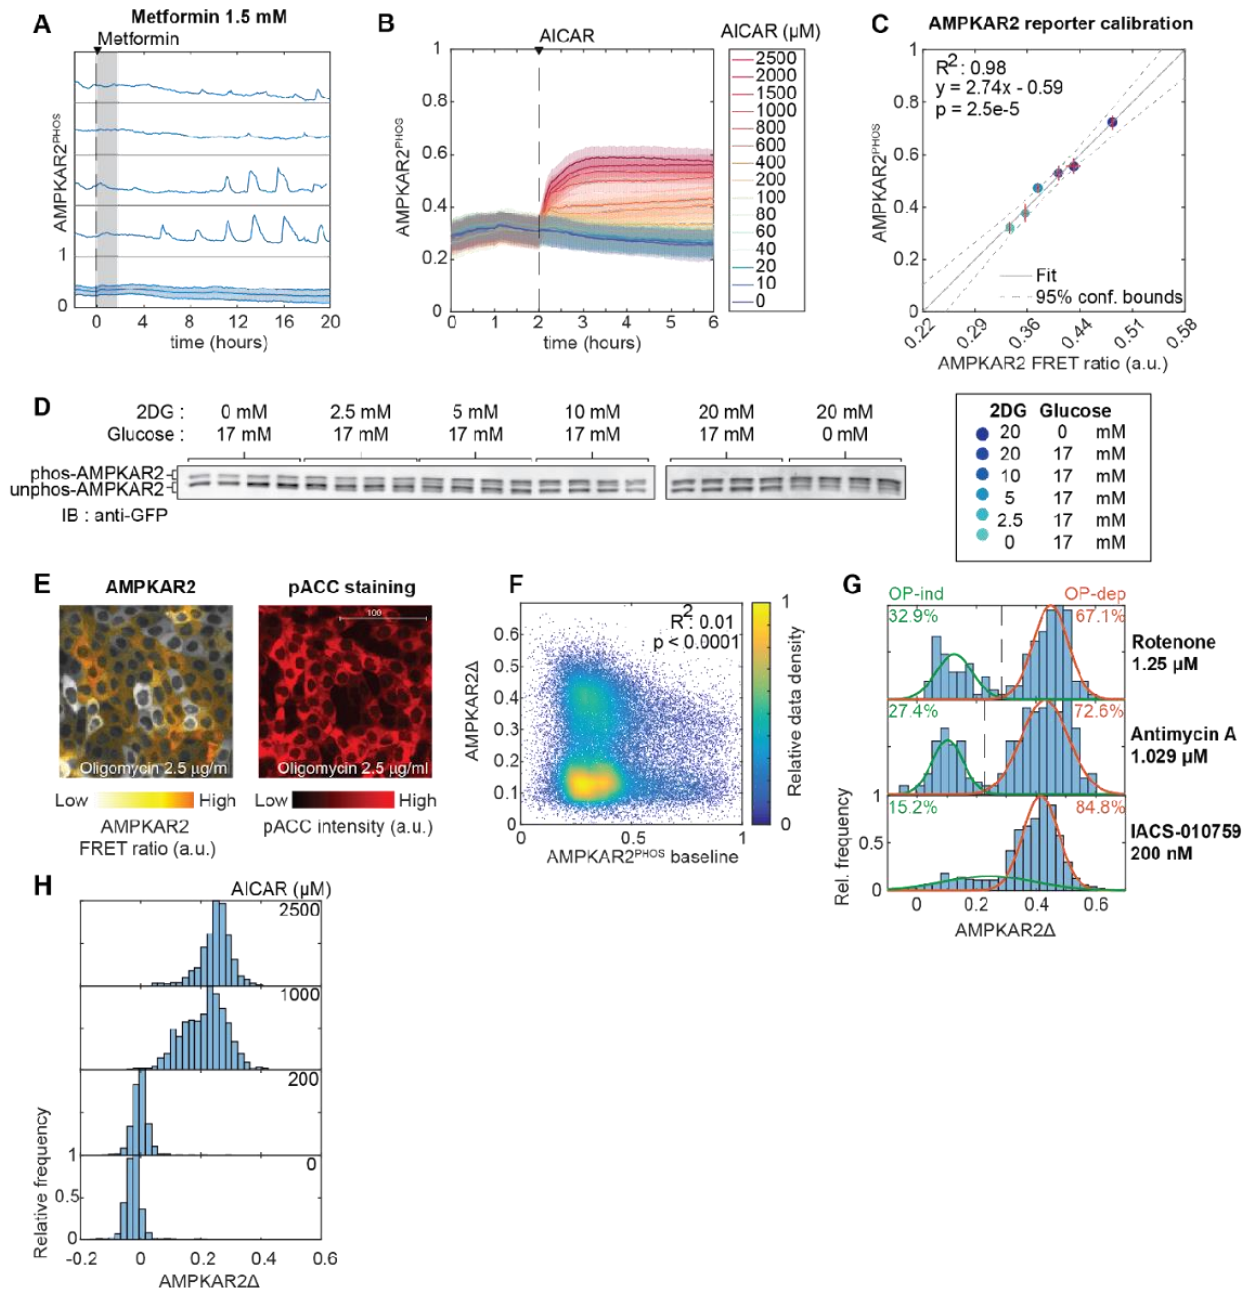 A
Metformin 1.5 mM
Metformin
AMPKAR2PHOS
1
0
0 4 8 12 16 20
time (hours)
B
AICAR
AICAR (µM)
1
0.8
0.6
0.4
0.2
0
AMPKAR2PHOS
0 1 2 3 4 5 6
time (hours)
2500
2000
1500
1000
800
600
400
200
100
80
60
40
20
10
0
C
AMPKAR2 reporter calibration
R2: 0.98
y = 2.74x - 0.59
p = 2.5e-5
1
0.8
0.6
0.4
0.2
0
AMPKAR2PHOS
Fit
95% conf. bounds
0.22 0.29 0.36 0.44 0.51 0.58
AMPKAR2 FRET ratio (a.u.)
D
2DG : 0 mM 2.5 mM 5 mM 10 mM 20 mM 20 mM
Glucose : 17 mM 17 mM 17 mM 17 mM 17 mM 0 mM
phos-AMPKAR2
unphos-AMPKAR2
IB : anti-GFP
2DG Glucose
20 0 mM
20 17 mM
10 17 mM
5 17 mM
2.5 17 mM
0 17 mM
E
AMPKAR2
pACC staining
100
Oligomycin 2.5 µg/m
Oligomycin 2.5 µg/ml
Low High
AMPKAR2
FRET ratio (a.u.)
Low High
pACC intensity (a.u.)
F
R2: 0.01
p < 0.0001
0.6
0.5
0.4
0.3
0.2
0.1
0
AMPKAR2Δ
0 0.5 1
AMPKAR2PHOS baseline
1
0
Relative data density
G
OP-ind OP-dep
32.9% 67.1%
Rotenone
1.25 µM
27.4% 72.6%
Antimycin A
1.029 µM
15.2% 84.8%
IACS-010759
200 nM
1
0.5
0
Rel. frequency
0 0.2 0.4 0.6
AMPKAR2Δ
H
AICAR (µM)
2500
1000
200
0
1
0.5
0
Relative frequency
-0.2 0 0.2 0.4 0.6
AMPKAR2Δ